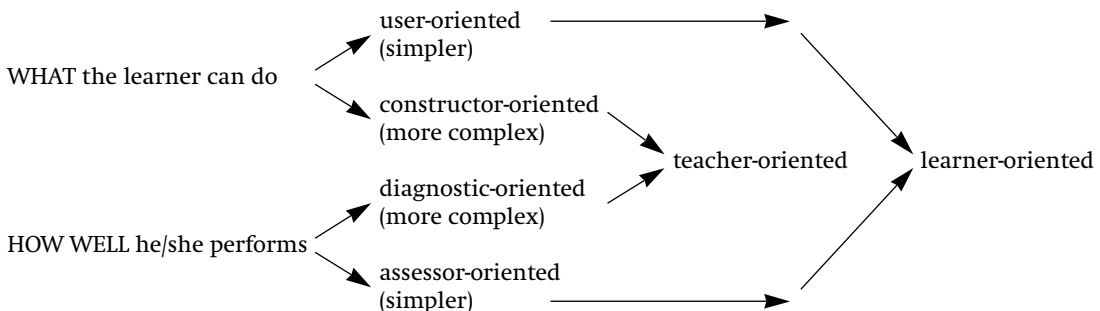 user-oriented
(simpler)
WHAT the learner can do
constructor-oriented
(more complex)
teacher-oriented
learner-oriented
diagnostic-oriented
(more complex)
HOW WELL he/she performs
assessor-oriented
(simpler)